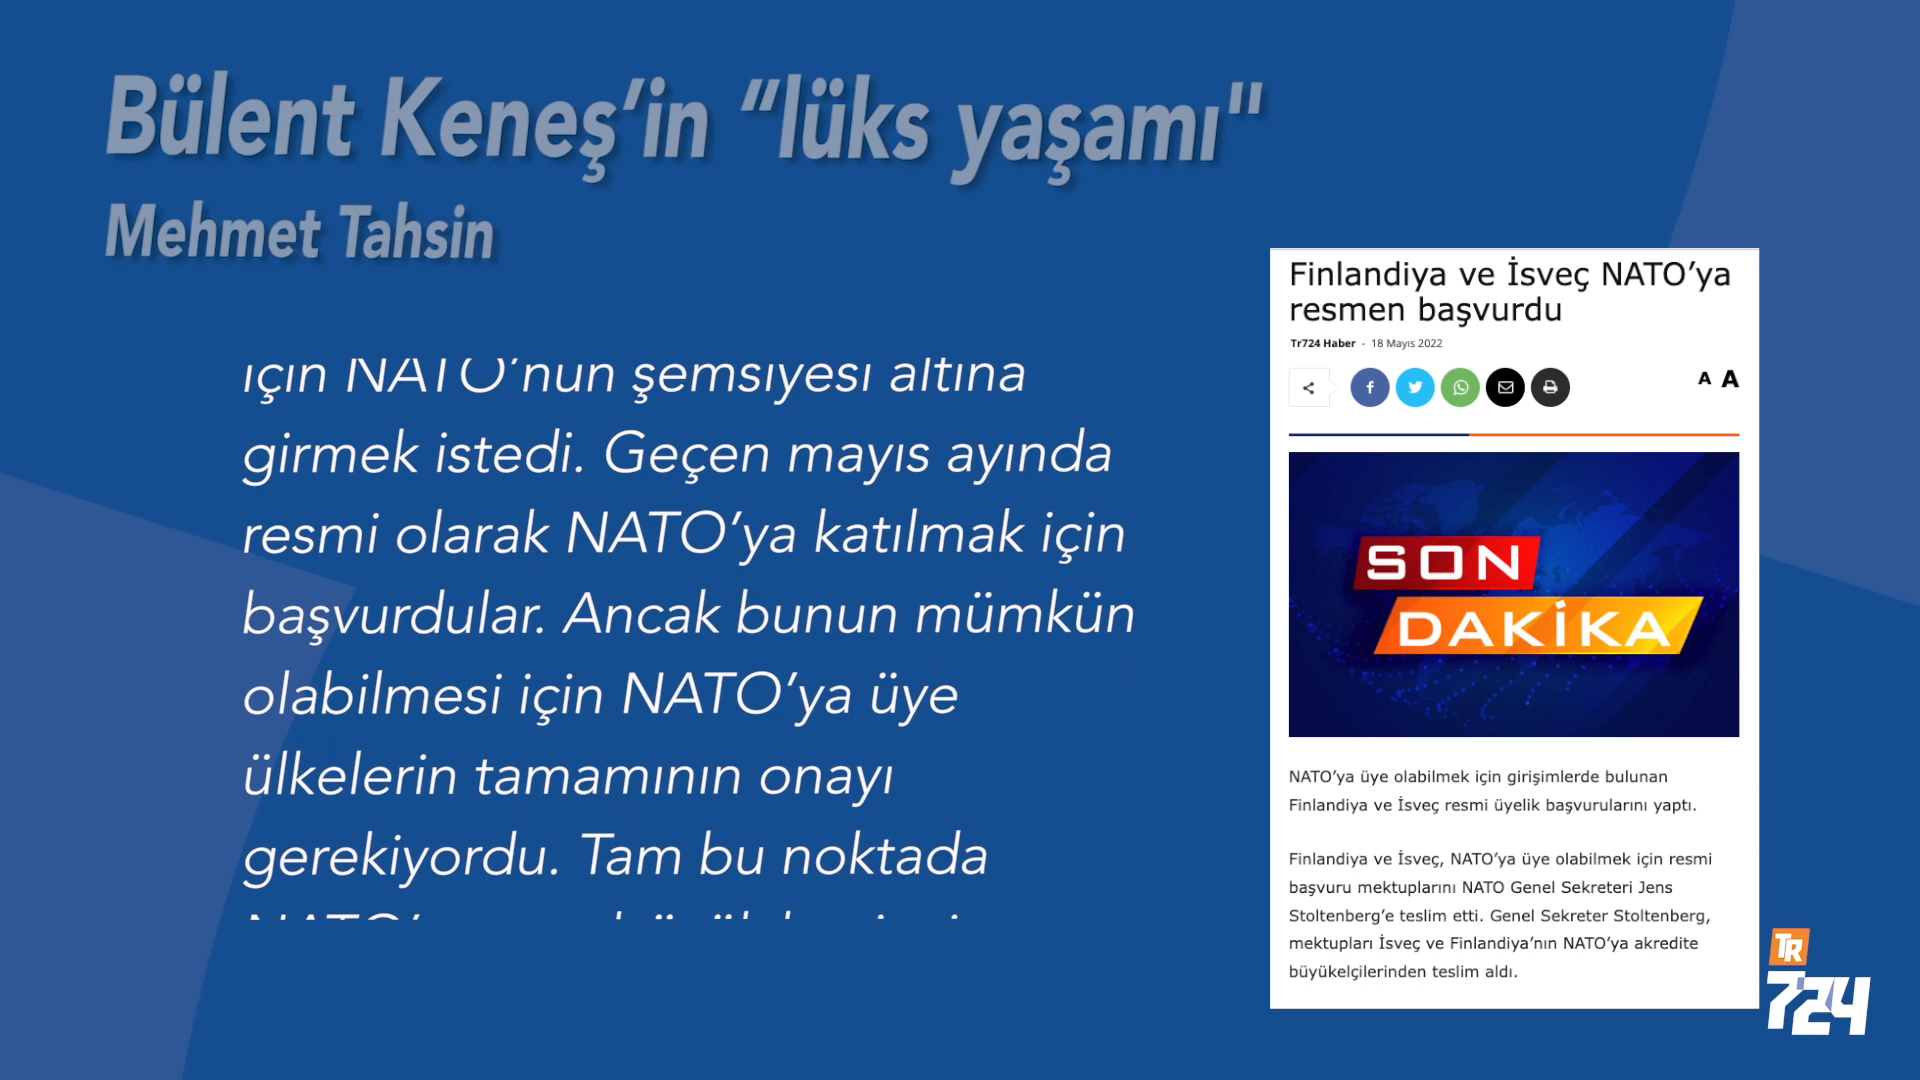 Bülent Keneş’in “lüks yaşamı"
Mehmet Tahsin
için NATO’nun şemsiyesi altına
girmek istedi. Geçen mayıs ayında
resmi olarak NATO’ya katılmak için
başvurdular. Ancak bunun mümkün
olabilmesi için NATO’ya üye
ülkelerin tamamının onayı
gerekiyordu. Tam bu noktada
Finlandiya ve İsveç NATO’ya
resmen başvurdu
Tr724 Haber - 18 Mayıs 2022
A A
SON
DAKİKA
NATO’ya üye olabilmek için girişimlerde bulunan
Finlandiya ve İsveç resmi üyelik başvurularını yaptı.
Finlandiya ve İsveç, NATO’ya üye olabilmek için resmi
başvuru mektuplarını NATO Genel Sekreteri Jens
Stoltenberg’e teslim etti. Genel Sekreter Stoltenberg,
mektupları İsveç ve Finlandiya’nın NATO’ya akredite
büyükelçilerinden teslim aldı.
TR
724